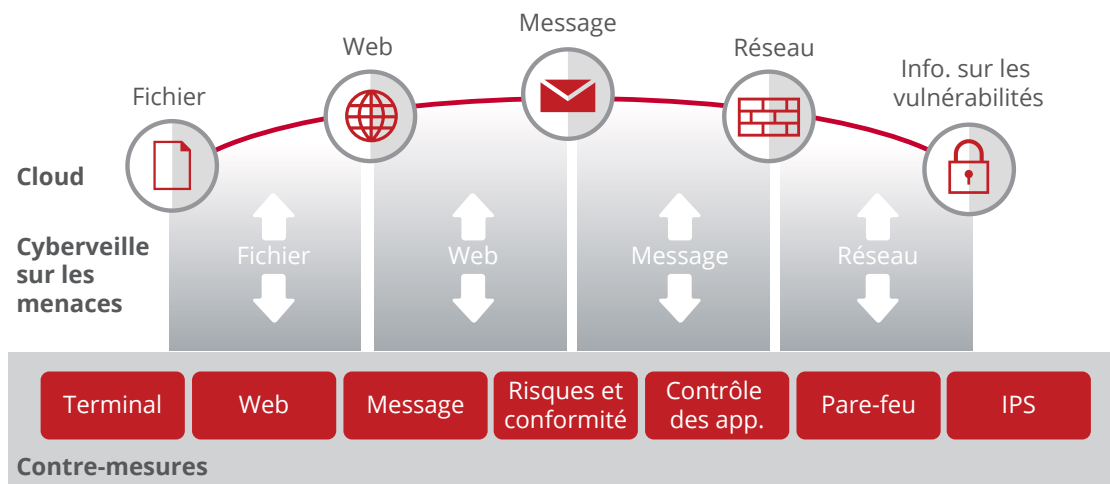 Message
Web
Réseau
Info. sur les
vulnérabilités
Fichier
Cloud
Cyberveille
sur les
menaces
Fichier
Web
Message
Réseau
Terminal
Web
Message
Risques et
conformité
Contrôle
des app.
Pare-feu
IPS
Contre-mesures